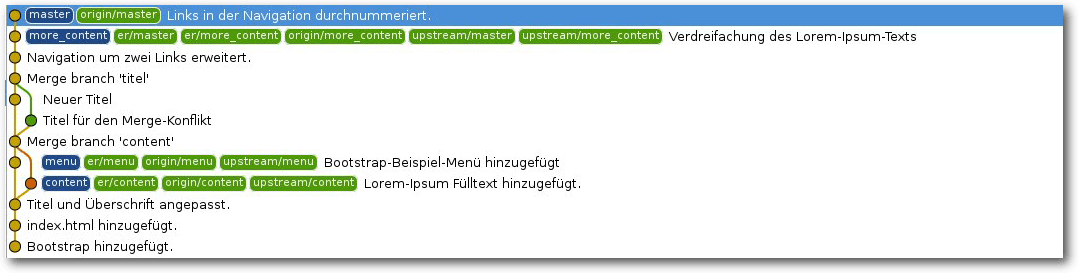 master origin/master Links in der Navigation durchnummeriert.
more_content er/master er/more_content origin/more_content upstream/master upstream/more_content Verdreifachung des Lorem-Ipsum-Texts
Navigation um zwei Links erweitert.
Merge branch 'titel'
Neuer Titel
Titel für den Merge-Konflikt
Merge branch 'content'
menu er/menu origin/menu upstream/menu Bootstrap-Beispiel-Menü hinzugefügt
content er/content origin/content upstream/content Lorem-Ipsum Fülltext hinzugefügt.
Titel und Überschrift angepasst.
index.html hinzugefügt.
Bootstrap hinzugefügt.